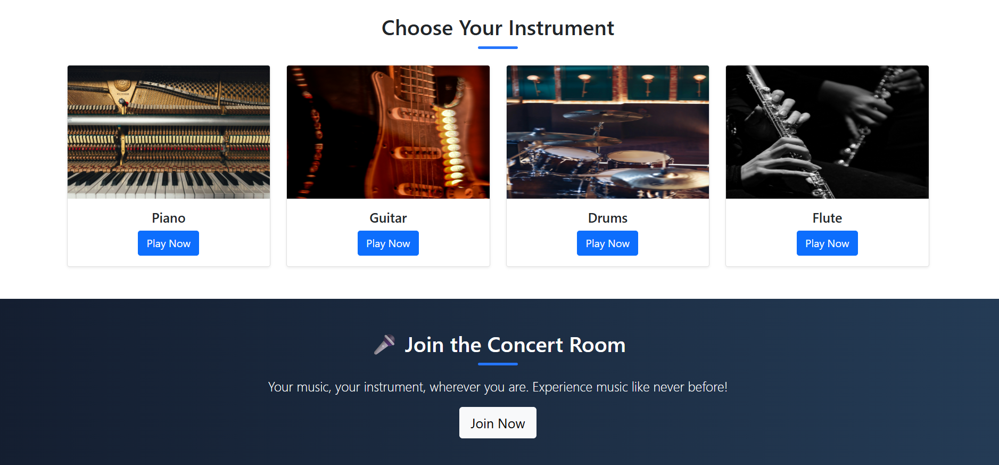 Choose Your Instrument
Piano
Guitar
Drums
Flute
Play Now
Play Now
Play Now
Play Now
🎤 Join the Concert Room
Your music, your instrument, wherever you are. Experience music like never before!
Join Now